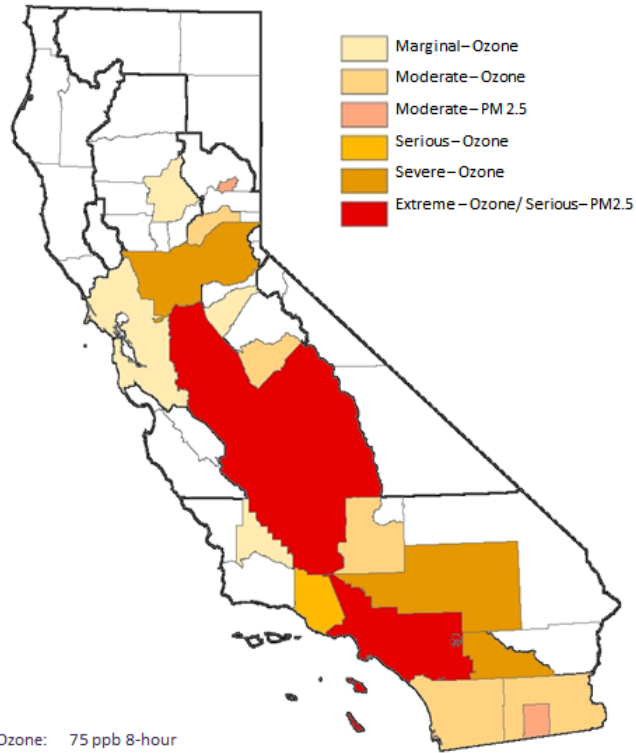 Marginal–Ozone
Moderate–Ozone
Moderate–PM 2.5
Serious–Ozone
Severe–Ozone
Extreme–Ozone/ Serious–PM2.5
Ozone: 75 ppb 8-hour